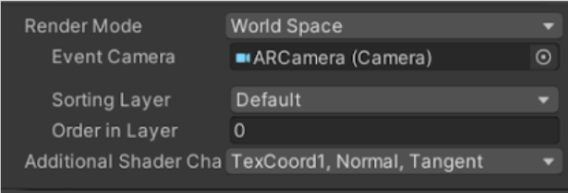 Render Mode World Space
Event Camera ARCamera (Camera)
Sorting Layer Default
Order in Layer 0
Additional Shader Cha TexCoord1, Normal, Tangent